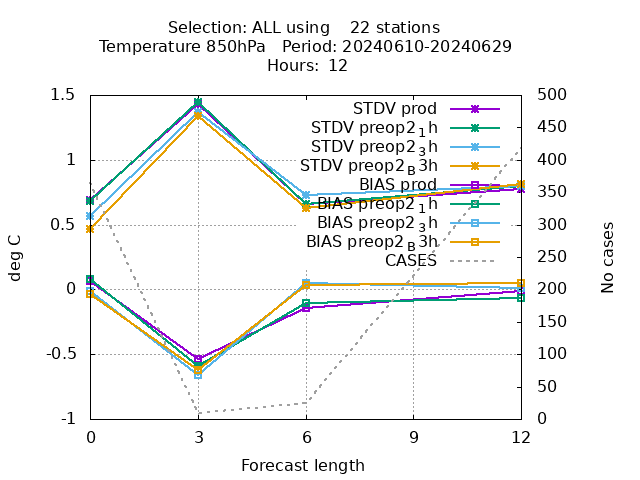 Selection: ALL using    22 stations
Temperature 850hPa   Period: 20240610-20240629
Hours: 12
1.5
1
0.5
0
-0.5
-1
500
450
400
350
300
250
200
150
100
50
0
0
3
6
9
12
deg C
No cases
Forecast length
STDV prod
STDV preop2₁h
STDV preop2₃h
STDV preop2_B3h
BIAS prod
BIAS preop2₁h
BIAS preop2₃h
BIAS preop2_B3h
CASES